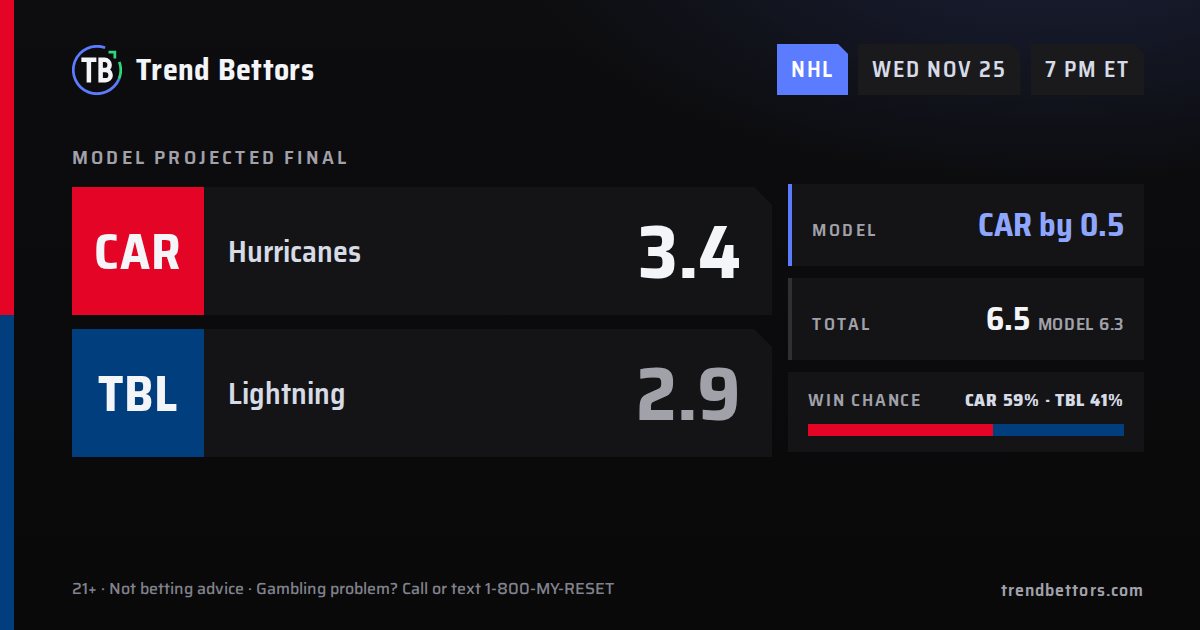 TB Trend Bettors
NHL WED NOV 25 7 PM ET
MODEL PROJECTED FINAL
CAR Hurricanes 3.4
TBL Lightning 2.9
MODEL CAR by 0.5
TOTAL 6.5 MODEL 6.3
WIN CHANCE CAR 59% · TBL 41%
21+ · Not betting advice · Gambling problem? Call or text 1-800-MY-RESET
trendbettors.com